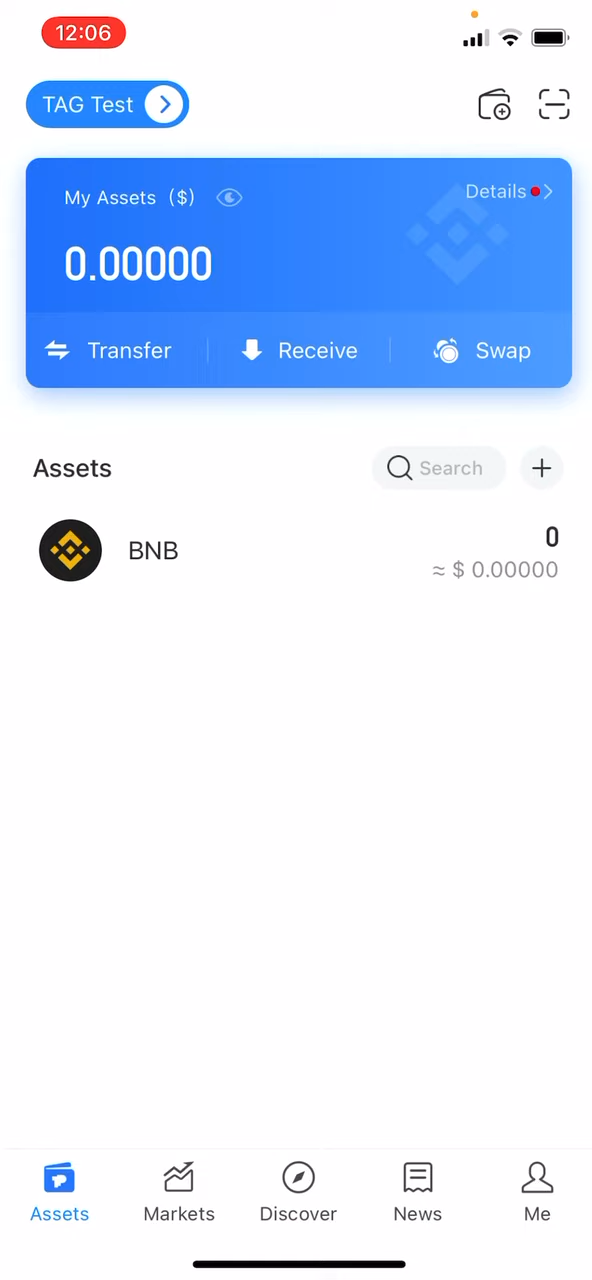 12:06
TAG Test
My Assets ($)
Details
0.00000
Transfer
Receive
Swap
Assets
Search
BNB
0
≈ $ 0.00000
Assets
Markets
Discover
News
Me